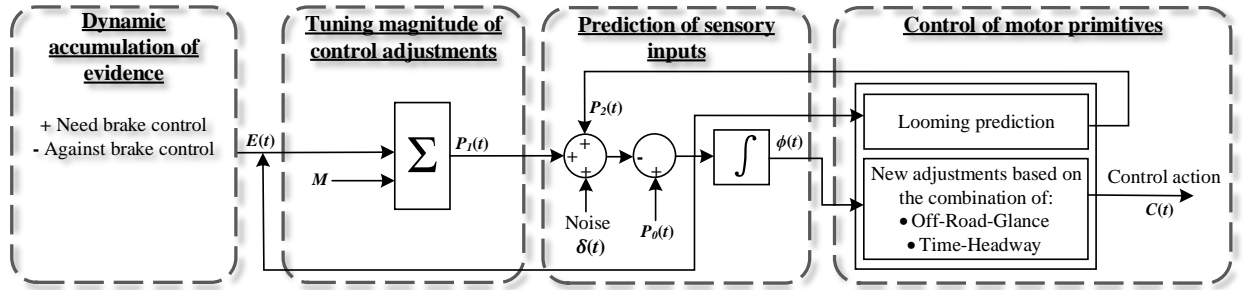 Dynamic
accumulation of
evidence
+ Need brake control
- Against brake control
E(t)
Tuning magnitude of
control adjustments
M
Σ
P₁(t)
Prediction of sensory
inputs
P₂(t)
+
+
+
Noise
δ(t)
-
P₀(t)
∫
ϕ(t)
Control of motor primitives
Looming prediction
New adjustments based on
the combination of:
• Off-Road-Glance
• Time-Headway
Control action
C(t)